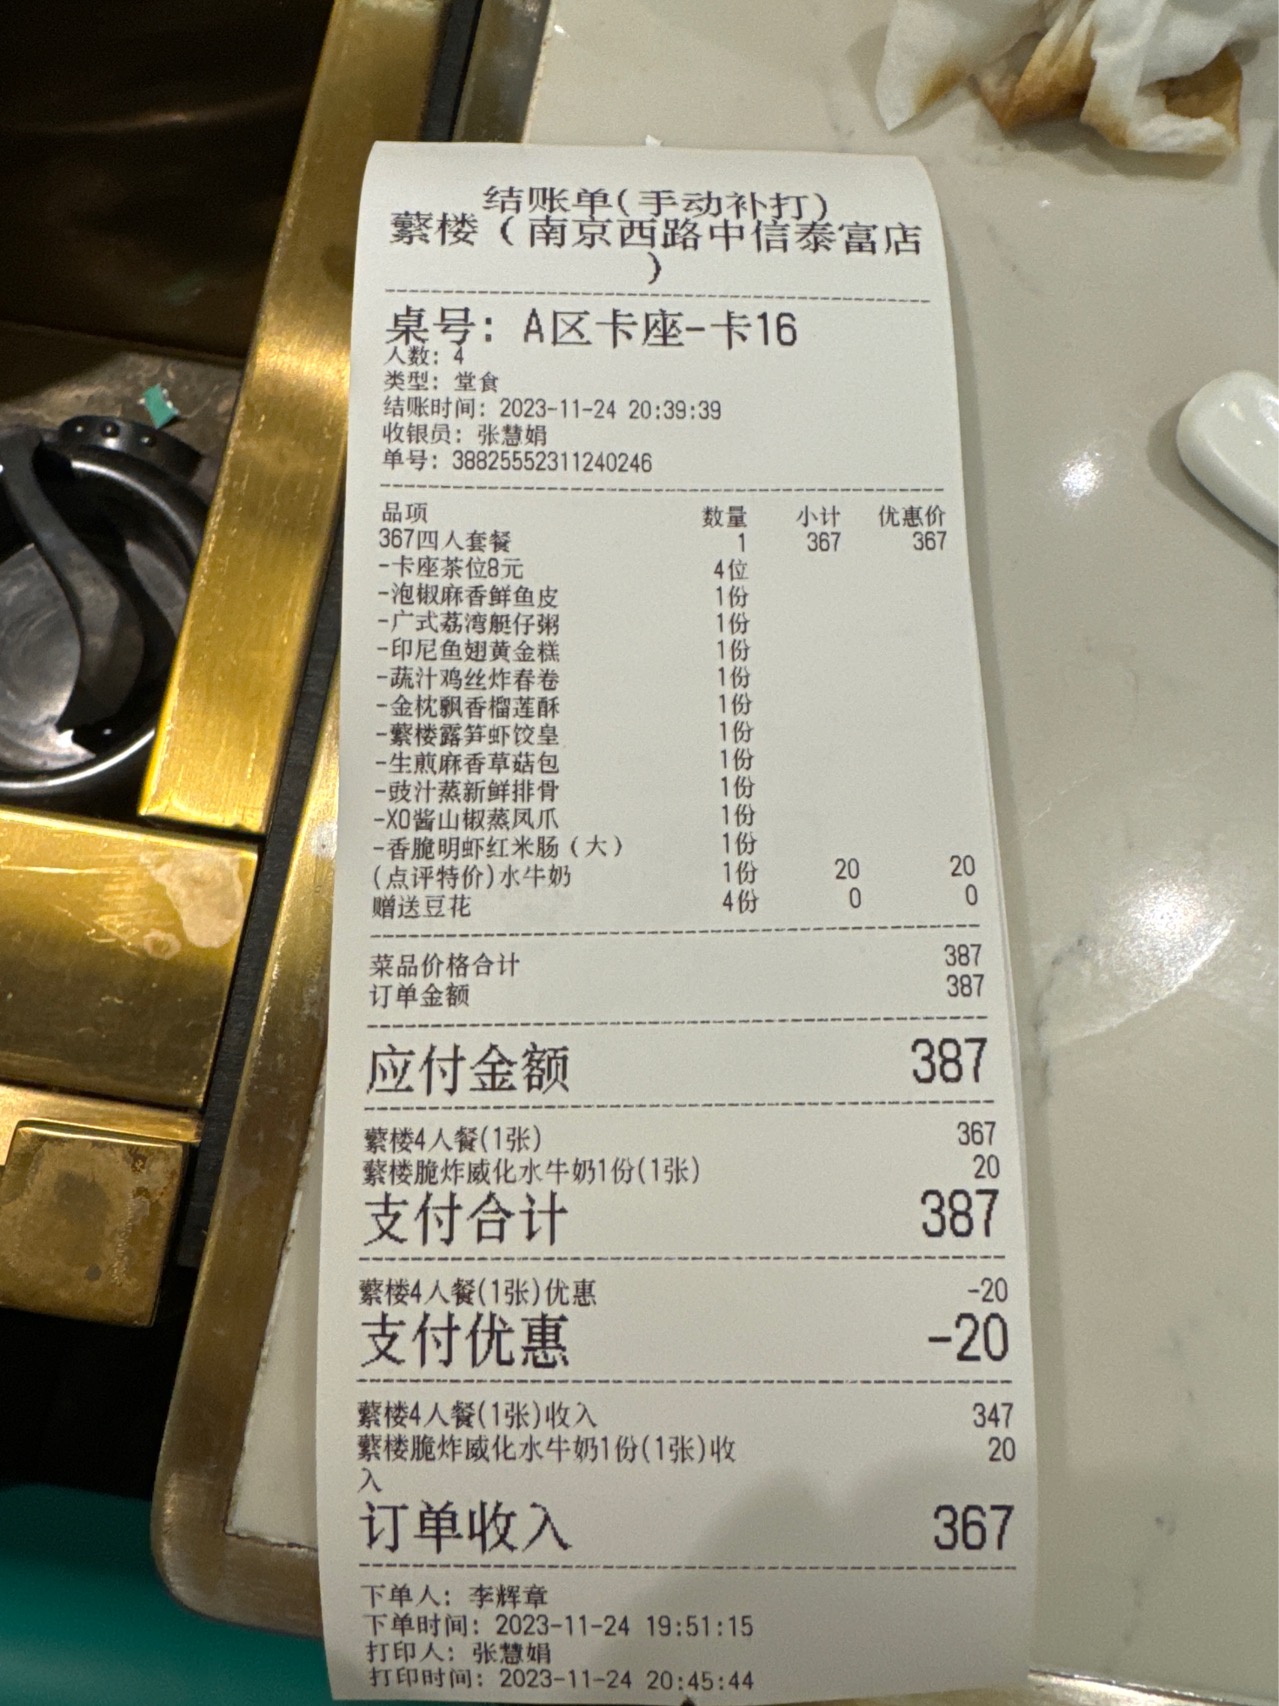 结账单(手动补打)
蘩楼（南京西路中信泰富店
）
桌号: A区卡座-卡16
人数: 4
类型: 堂食
结账时间: 2023-11-24 20:39:39
收银员: 张慧娟
单号: 38825552311240246
品项 数量 小计 优惠价
367四人套餐 1 367 367
-卡座茶位8元 4位
-泡椒麻香鲜鱼皮 1份
-广式荔湾艇仔粥 1份
-印尼鱼翅黄金糕 1份
-蔬汁鸡丝炸春卷 1份
-金枕飘香榴莲酥 1份
-蘩楼露笋虾饺皇 1份
-生煎麻香草菇包 1份
-豉汁蒸新鲜排骨 1份
-XO酱山椒蒸凤爪 1份
-香脆明虾红米肠（大） 1份
(点评特价)水牛奶 1份 20 20
赠送豆花 4份 0 0
菜品价格合计 387
订单金额 387
应付金额 387
蘩楼4人餐(1张) 367
蘩楼脆炸威化水牛奶1份(1张) 20
支付合计 387
蘩楼4人餐(1张)优惠 -20
支付优惠 -20
蘩楼4人餐(1张)收入 347
蘩楼脆炸威化水牛奶1份(1张)收 20
入
订单收入 367
下单人: 李辉章
下单时间: 2023-11-24 19:51:15
打印人: 张慧娟
打印时间: 2023-11-24 20:45:44